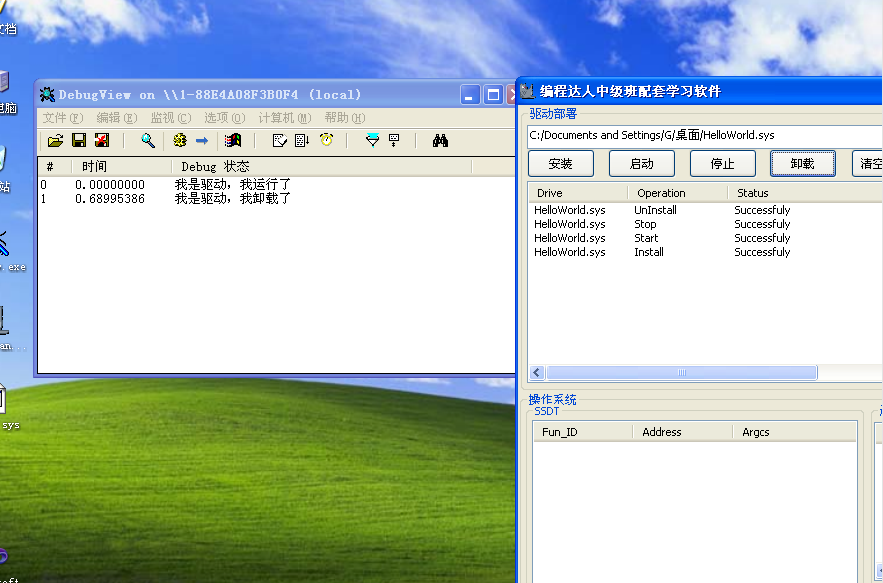 文档
电脑
站
.exe
an...
.sys
soft
DebugView on \\1-88E4A08F3B0F4 (local)
文件(F) 编辑(E) 监视(C) 选项(O) 计算机(M) 帮助(H)
# 时间 Debug 状态
0 0.00000000 我是驱动，我运行了
1 0.68995386 我是驱动，我卸载了
编程达人中级班配套学习软件
驱动部署
C:/Documents and Settings/G/桌面/HelloWorld.sys
安装 启动 停止 卸载 清空
Drive Operation Status
HelloWorld.sys UnInstall Successfuly
HelloWorld.sys Stop Successfuly
HelloWorld.sys Start Successfuly
HelloWorld.sys Install Successfuly
操作系统
SSDT
Fun_ID Address Argcs